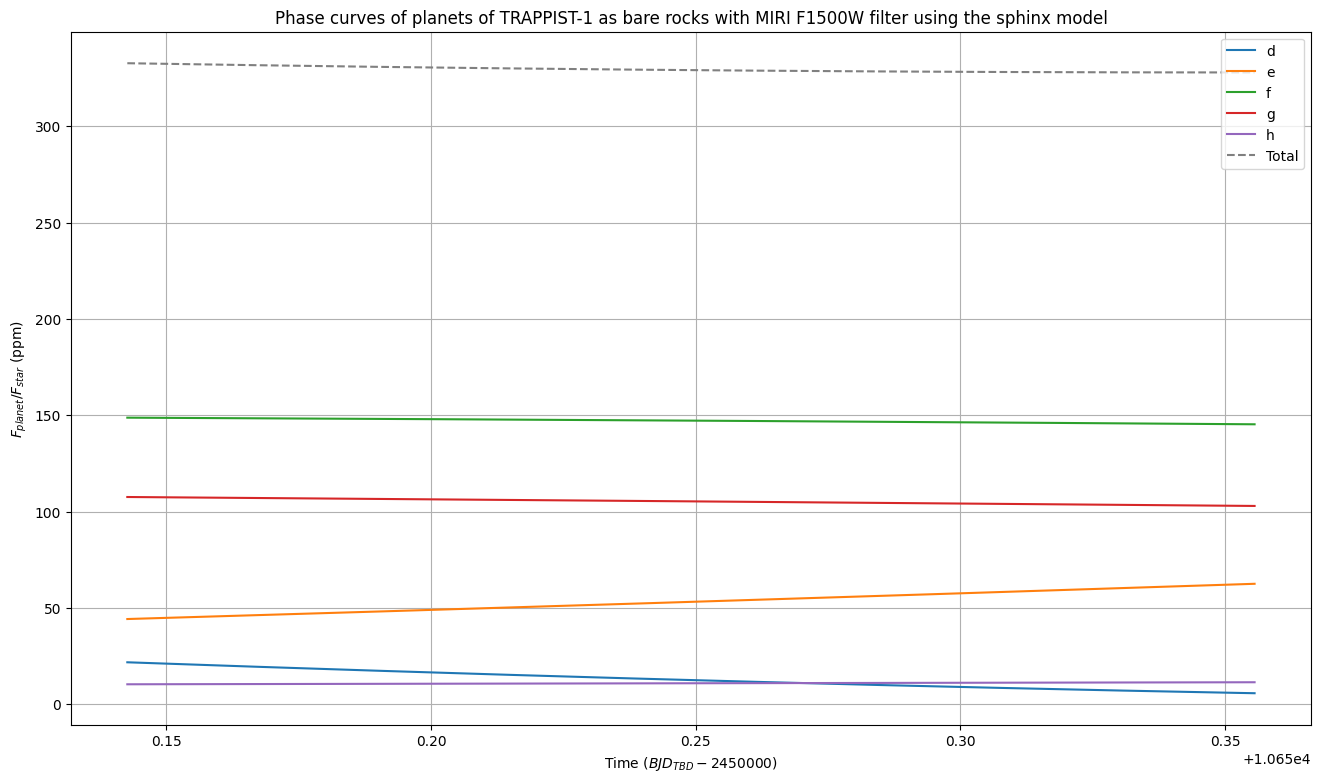 Phase curves of planets of TRAPPIST-1 as bare rocks with MIRI F1500W filter using the sphinx model
d
e
f
g
h
Total
300
250
200
150
100
50
0
F_planet/F_star (ppm)
0.15
0.20
0.25
0.30
0.35
+1.065e4
Time (BJD_TBD − 2450000)